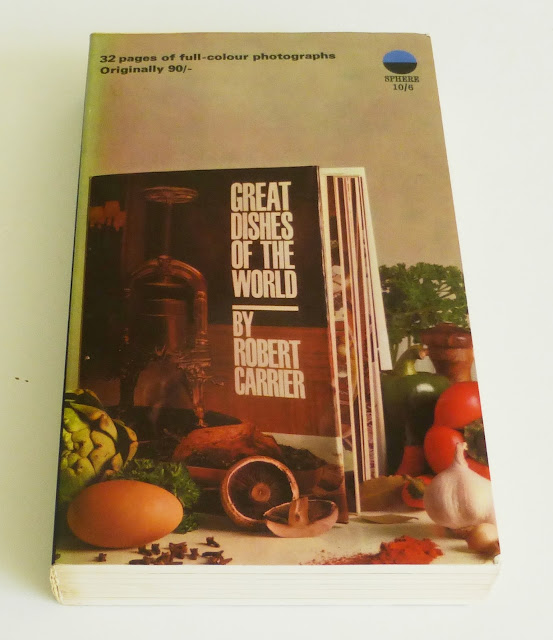 32 pages of full-colour photographs
Originally 90/-
SPHERE
10/6
GREAT
DISHES
OF THE
WORLD
BY
ROBERT
CARRIER